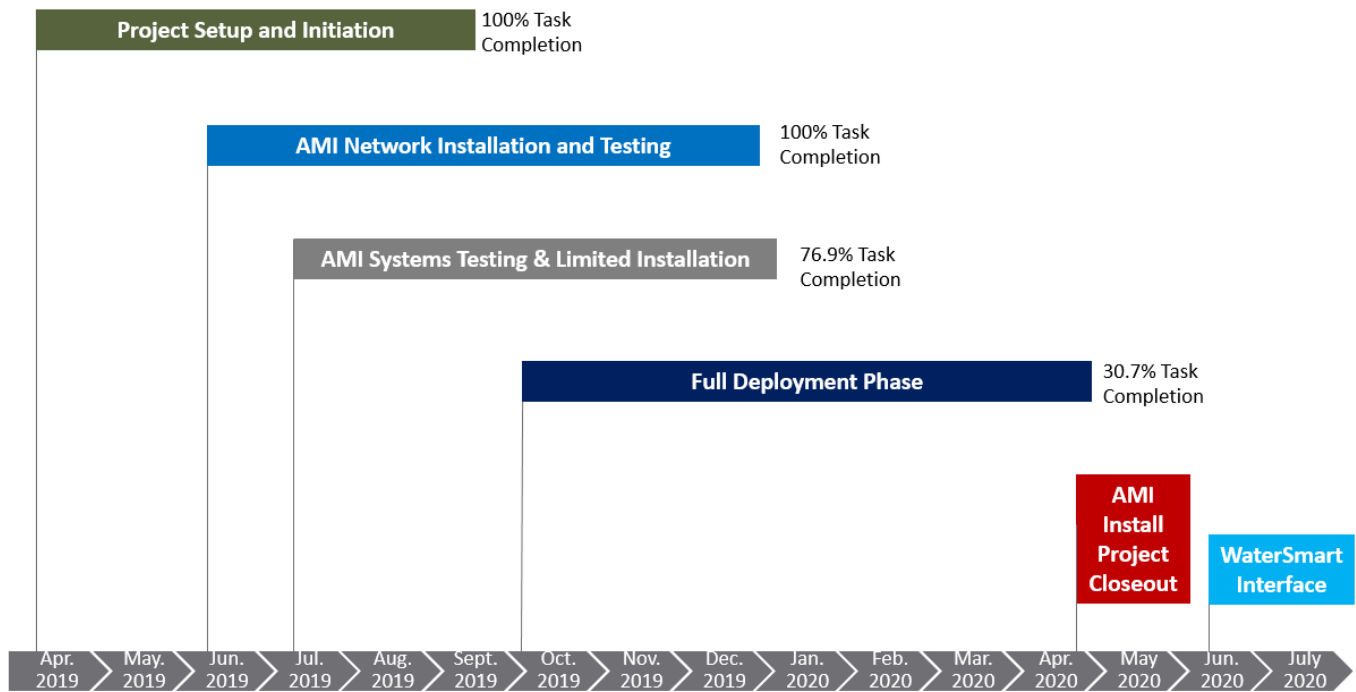 Project Setup and Initiation
100% Task
Completion
AMI Network Installation and Testing
100% Task
Completion
AMI Systems Testing & Limited Installation
76.9% Task
Completion
Full Deployment Phase
30.7% Task
Completion
AMI
Install
Project
Closeout
WaterSmart
Interface
Apr. May. Jun. Jul. Aug. Sept. Oct. Nov. Dec. Jan. Feb. Mar. Apr. May Jun. July
2019 2019 2019 2019 2019 2019 2019 2019 2019 2020 2020 2020 2020 2020 2020 2020